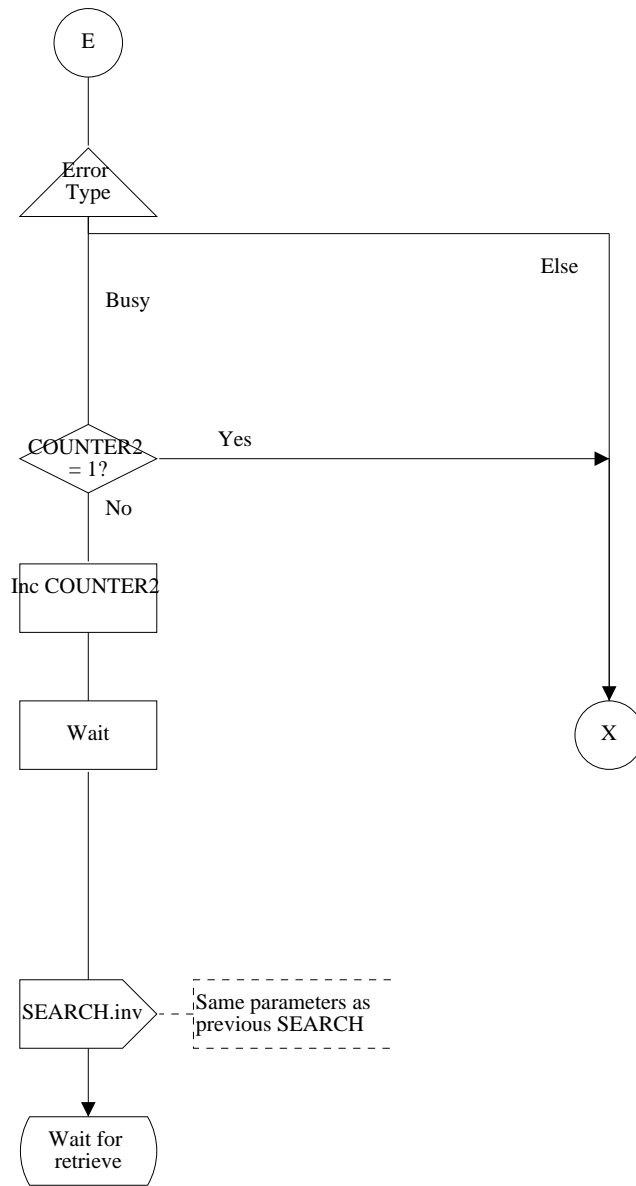 E
Error
Type
Else
Busy
COUNTER2
= 1?
Yes
No
Inc COUNTER2
Wait
X
SEARCH.inv
Same parameters as
previous SEARCH
Wait for
retrieve